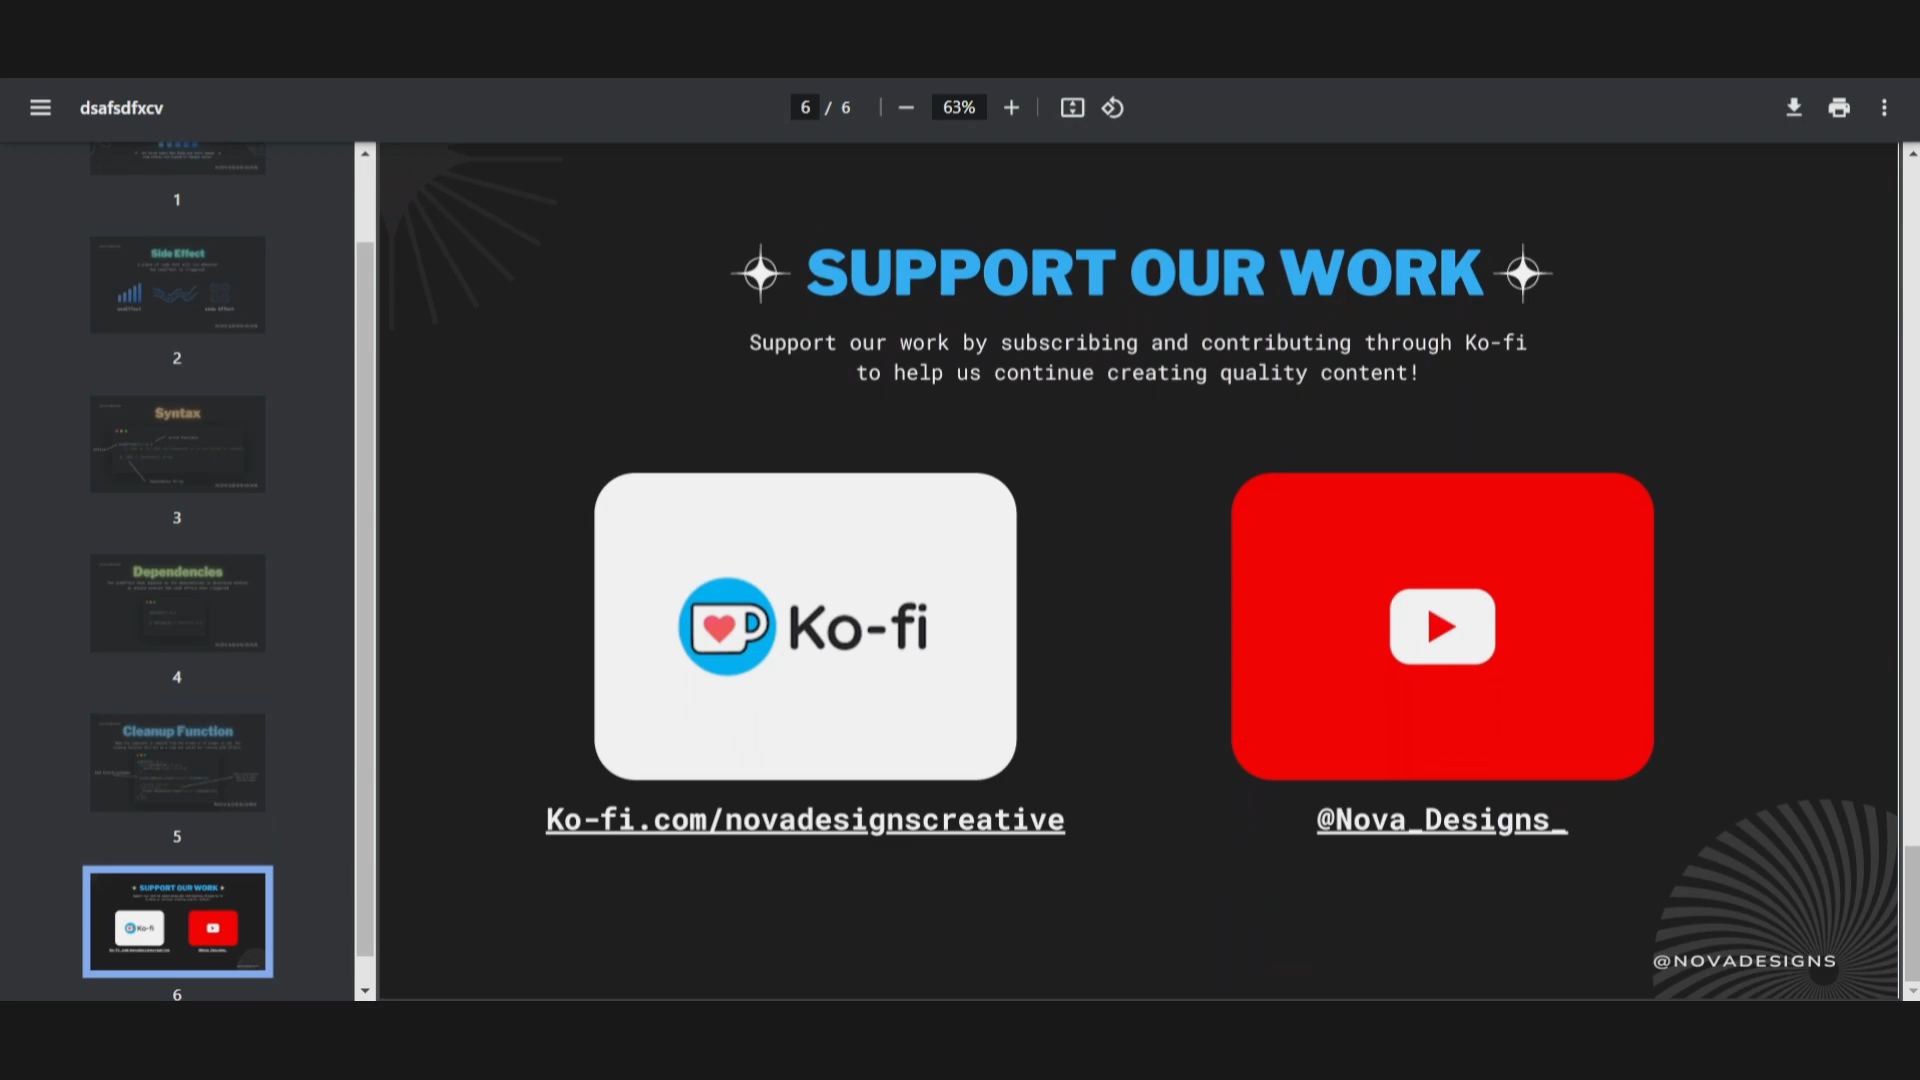 dsafsdfxcv
6 / 6
63%
1
Side Effect
2
Syntax
3
Dependencies
4
Cleanup Function
5
SUPPORT OUR WORK
Ko-fi
6
SUPPORT OUR WORK
Support our work by subscribing and contributing through Ko-fi
to help us continue creating quality content!
Ko-fi
Ko-fi.com/novadesignscreative
@Nova_Designs_
@NOVADESIGNS